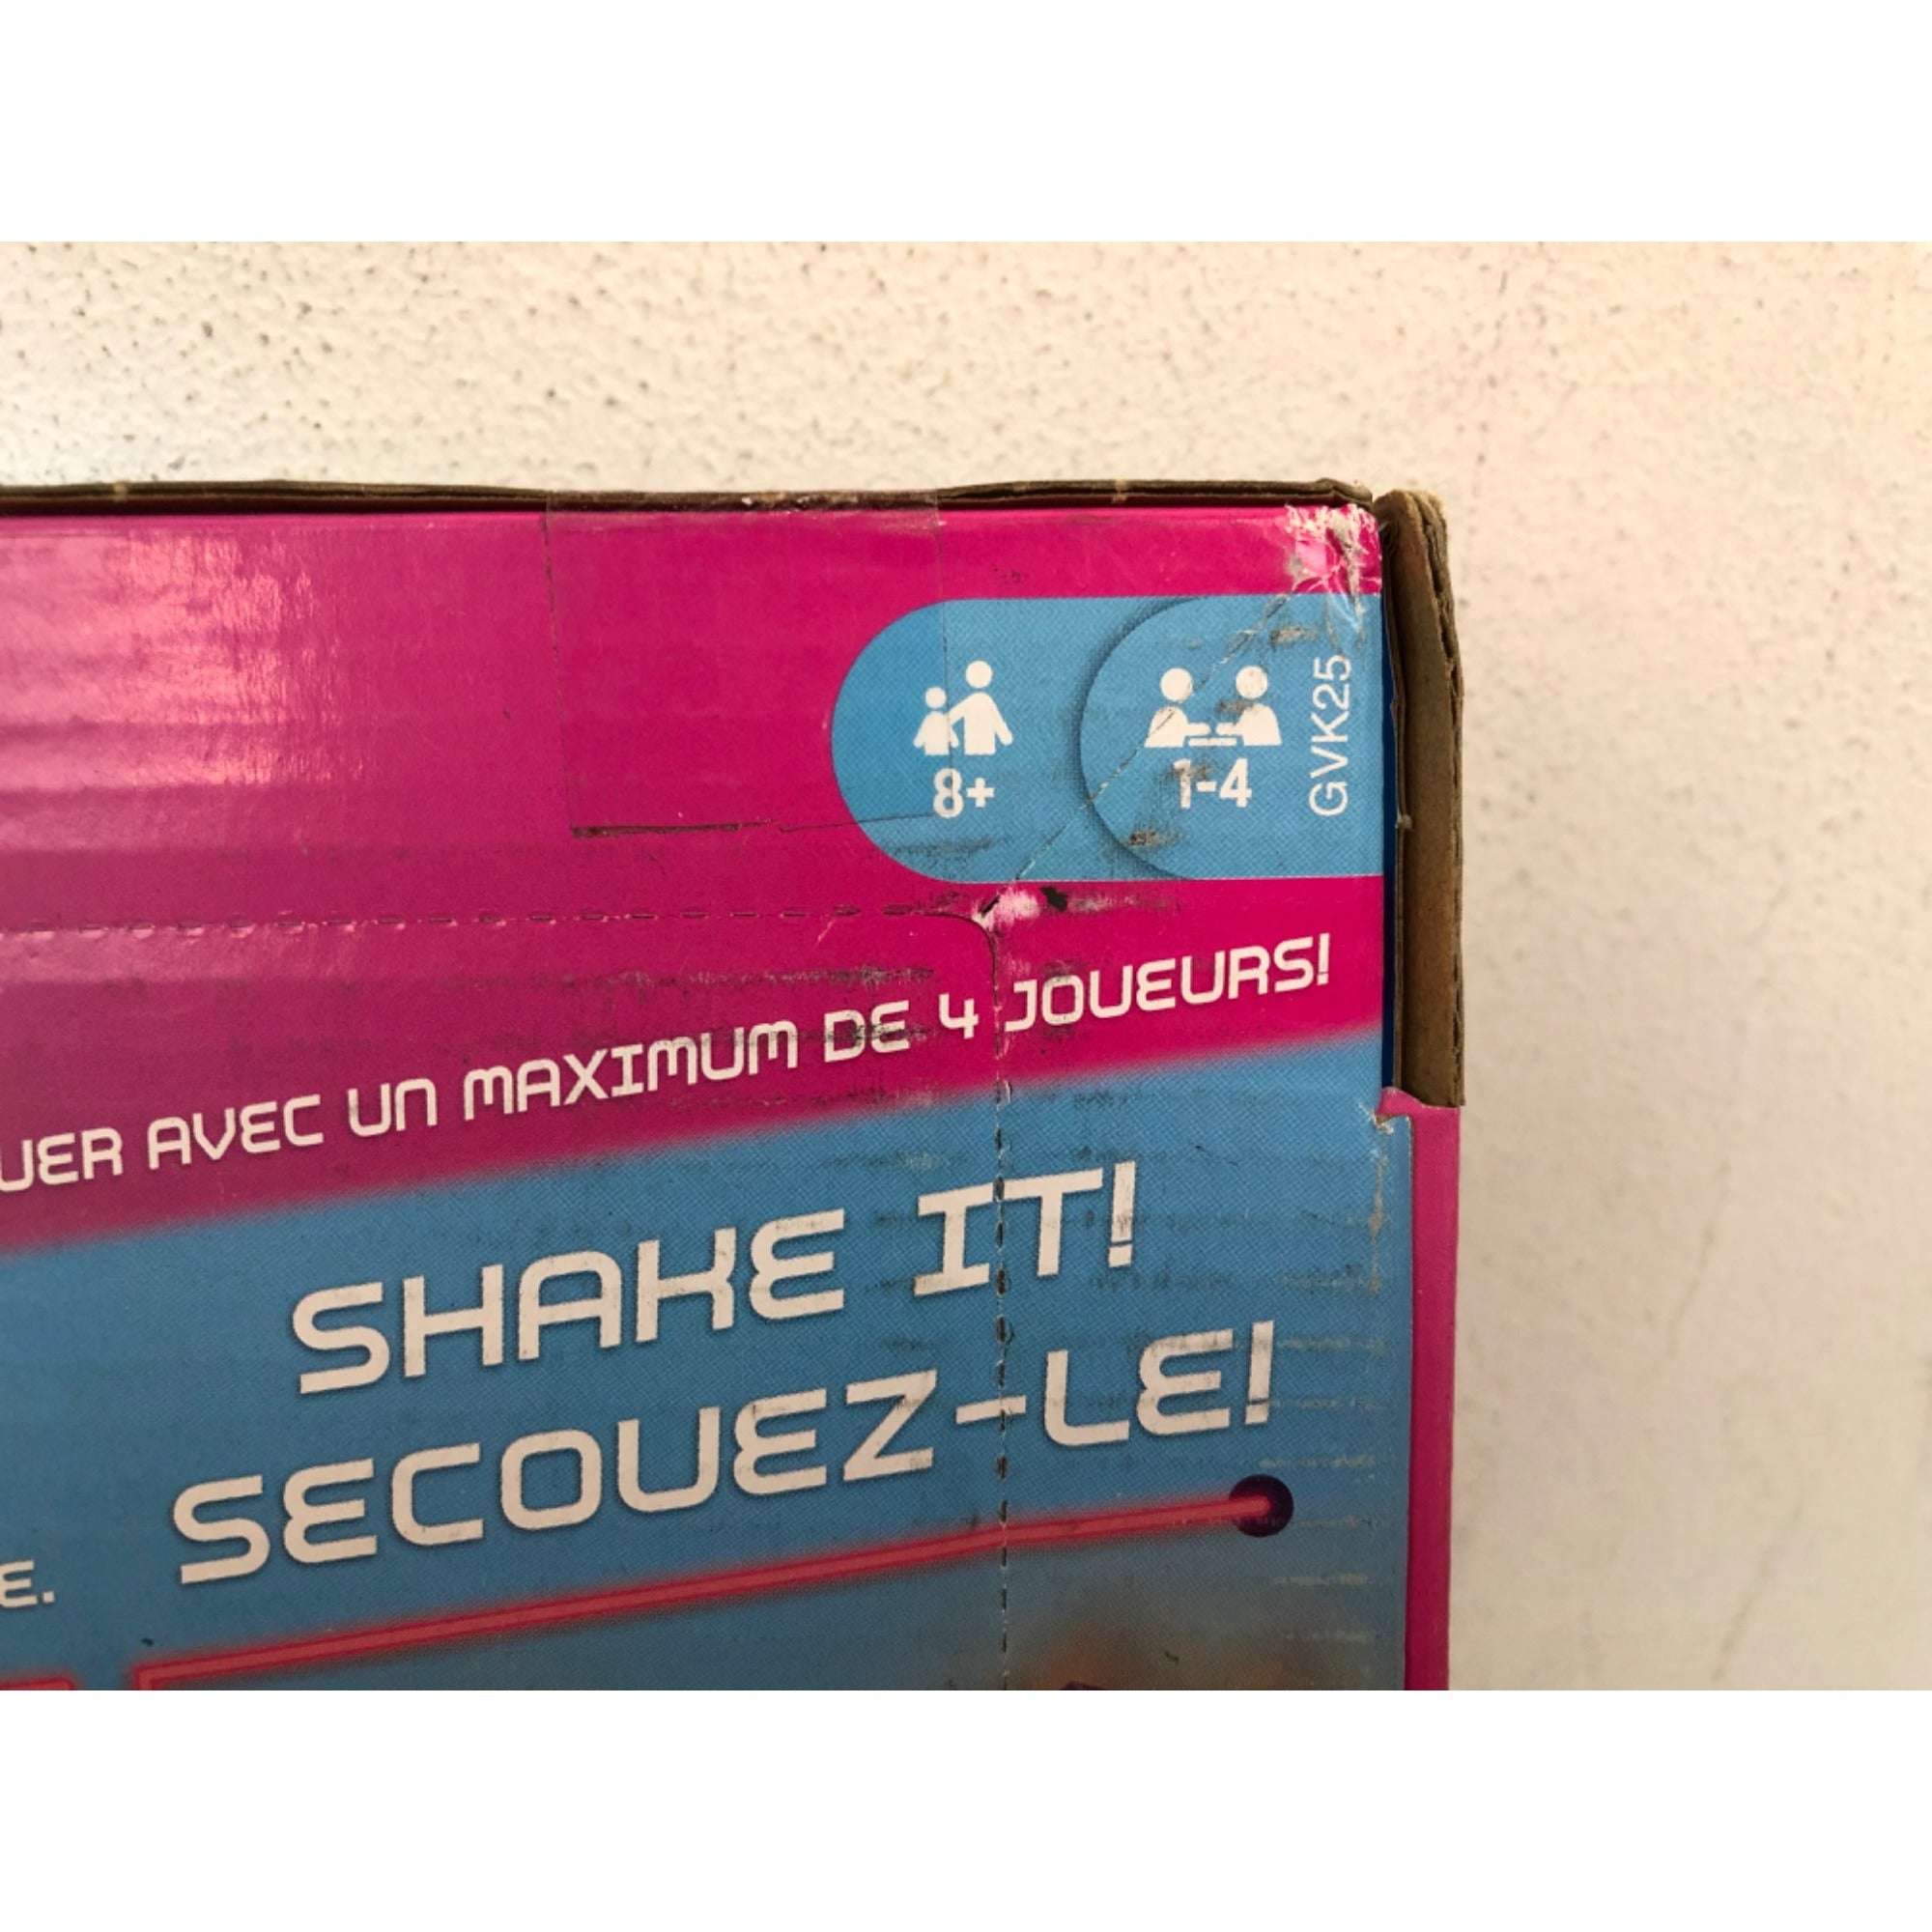 8+
1-4
GVK25
UER AVEC UN MAXIMUM DE 4 JOUEURS!
SHAKE IT!
SECOUEZ-LE!
E.